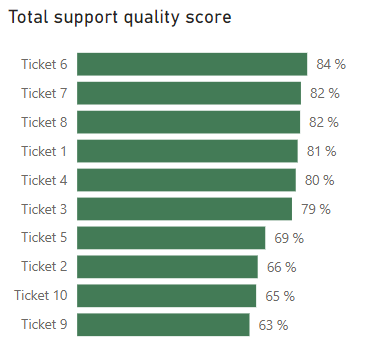 Total support quality score
Ticket 6 84 %
Ticket 7 82 %
Ticket 8 82 %
Ticket 1 81 %
Ticket 4 80 %
Ticket 3 79 %
Ticket 5 69 %
Ticket 2 66 %
Ticket 10 65 %
Ticket 9 63 %